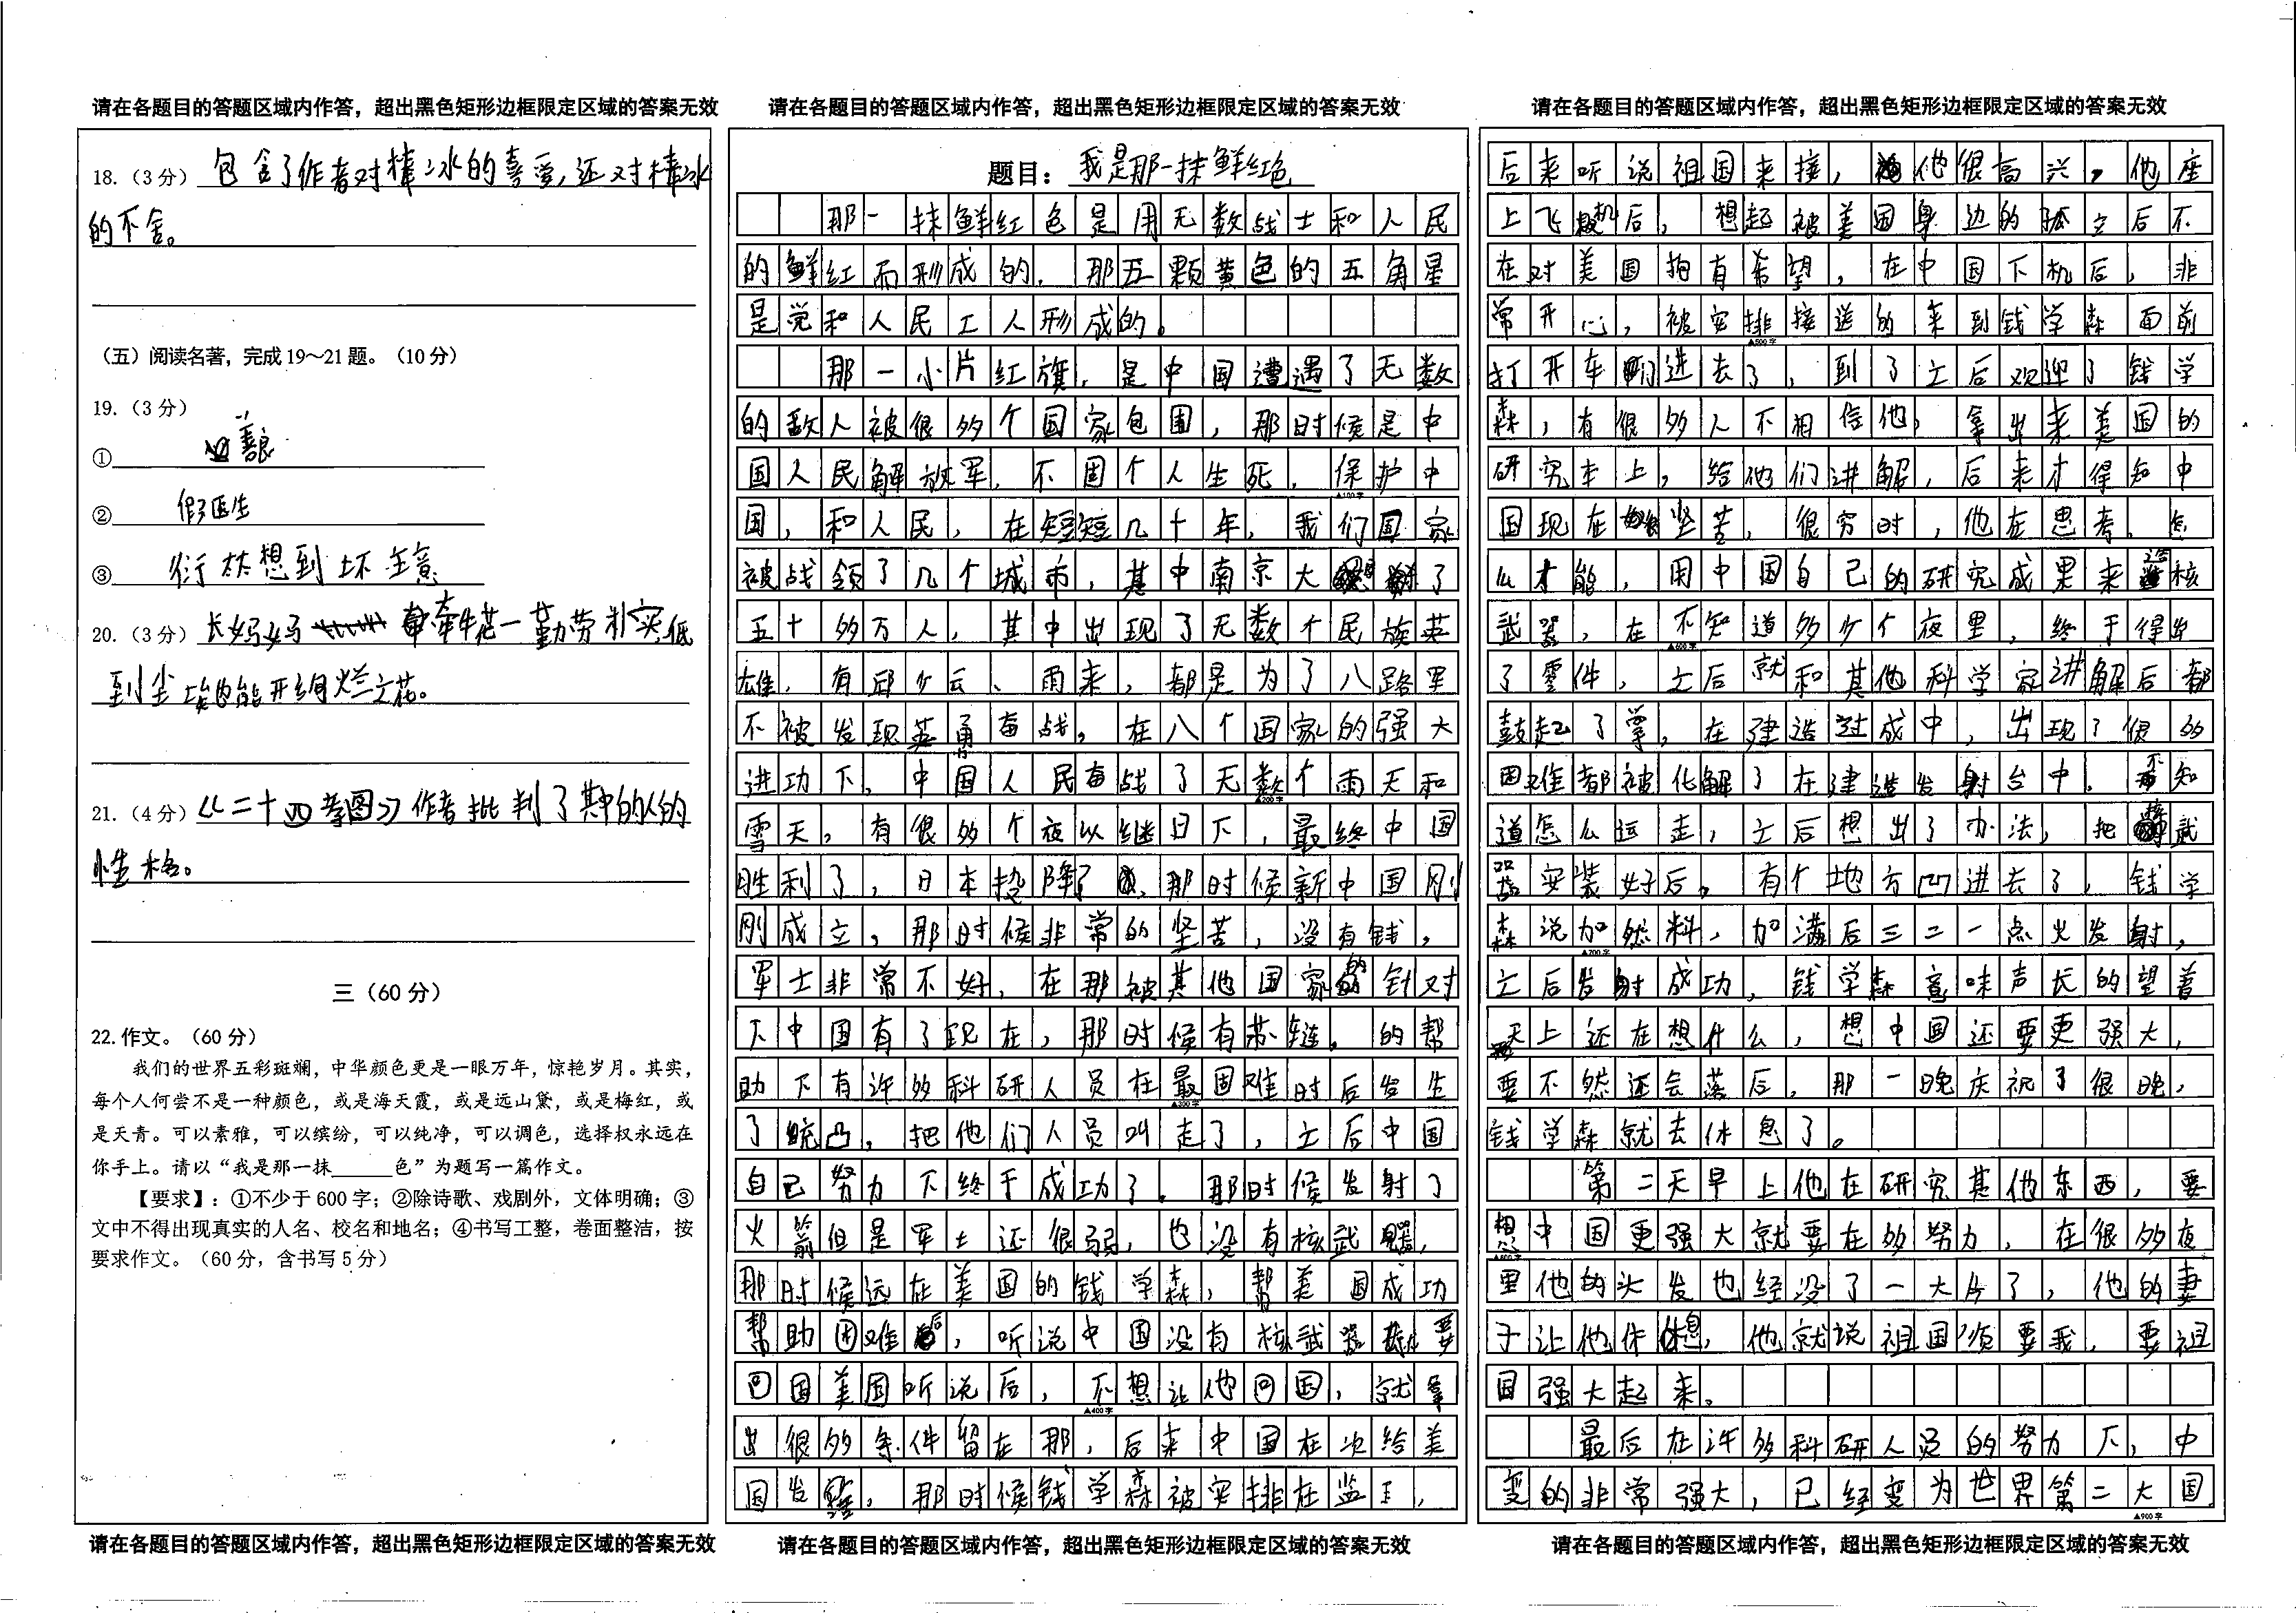 请在各题目的答题区域内作答，超出黑色矩形边框限定区域的答案无效
18.（3分）包含了作者对棒冰的喜爱，还对棒冰
的不舍。
（五）阅读名著，完成19～21题。（10分）
19.（3分）
①
②假医生
③衍太想到坏主意
20.（3分）长妈妈 牵牛花一勤劳朴实低
到尘埃也能开绚烂之花。
21.（4分）《二十四孝图》作者批判了其中的人的
性格。
三（60分）
22.作文。（60分）
我们的世界五彩斑斓，中华颜色更是一眼万年，惊艳岁月。其实，
每个人何尝不是一种颜色，或是海天霞，或是远山黛，或是梅红，或
是天青。可以素雅，可以缤纷，可以纯净，可以调色，选择权永远在
你手上。请以“我是那一抹______色”为题写一篇作文。
【要求】：①不少于600字；②除诗歌、戏剧外，文体明确；③
文中不得出现真实的人名、校名和地名；④书写工整，卷面整洁，按
要求作文。（60分，含书写5分）
请在各题目的答题区域内作答，超出黑色矩形边框限定区域的答案无效
请在各题目的答题区域内作答，超出黑色矩形边框限定区域的答案无效
题目：我是那一抹鲜红色
那一抹鲜红色是用无数战士和人民
的鲜红而形成的，那五颗黄色的五角星
是党和人民工人形成的。
那一小片红旗，是中国遭遇了无数
的敌人被很多个国家包围，那时候是中
国人民解放军，不困个人生死，保护中
▲100字
国，和人民，在短短几十年，我们国家
被战领了几个城市，其中南京大了
五十多万人，其中出现了无数个民族英
雄，有邱少云、雨来，都是为了八路军
不被发现英勇奋战。在八个国家的强大
进功下，中国人民奋战了无数个雨天和
▲200字
雪天，有很多个夜以继日下，最终中国
胜利了，日本投降了，那时候新中国刚
刚成立，那时候非常的坚苦，没有钱，
军士非常不好，在那被其他国家的针对
下中国有了现在，那时候有苏链。的帮
助下有许多科研人员在最困难时后发生
▲300字
了，把他们人员叫走了，之后中国
自己努力下终于成功了。那时候发射了
火箭但是军士还很弱，也没有核武器，
那时候远在美国的钱学森，帮美国成功
帮助困难后，听说中国没有核武器就要
回国美国听说后，不想让他回国，就拿
▲400字
出很多条件留在那，后来中国在次给美
国发，那时候钱学森被安排在监王，
请在各题目的答题区域内作答，超出黑色矩形边框限定区域的答案无效
请在各题目的答题区域内作答，超出黑色矩形边框限定区域的答案无效
后来听说祖国来接，他很高兴，他座
上飞机后，想起被美国身边的孤立后不
在对美国抱有希望，在中国下机后，非
常开心，被安排接送的来到钱学森面前
▲500字
打开车门进去了，到了之后欢迎了钱学
森，有很多人不相信他，拿出来美国的
研究本上，给他们讲解，后来才得知中
国现在坚苦，很穷时，他在思考，怎
么才能，用中国自己的研究成果来造核
武器，在不知道多少个夜里，终于得出
▲600字
了零件，之后就和其他科学家讲解后都
鼓起了掌，在建造过成中，出现了很的
困难都被化解了在建造发射台中，不知
道怎么运走，之后想出了办法，把核武
器安装好后，有个地方凹进去了，钱学
森说加然料，加满后三二一点火发射，
▲700字
之后发射成功，钱学森意味声长的望着
天上还在想什么，想中国还要更强大，
要不然还会落后，那一晚庆祝了很晚，
钱学森就去休息了。
第二天早上他在研究其他东西，要
想中国更强大就要在多努力，在很多夜
▲800字
里他的头发也经没了一大片了，他的妻
子让他休息，他就说祖国须要我，要祖
国强大起来。
最后在许多科研人员的努力下，中
变的非常强大，已经变为世界第二大国
▲900字
请在各题目的答题区域内作答，超出黑色矩形边框限定区域的答案无效